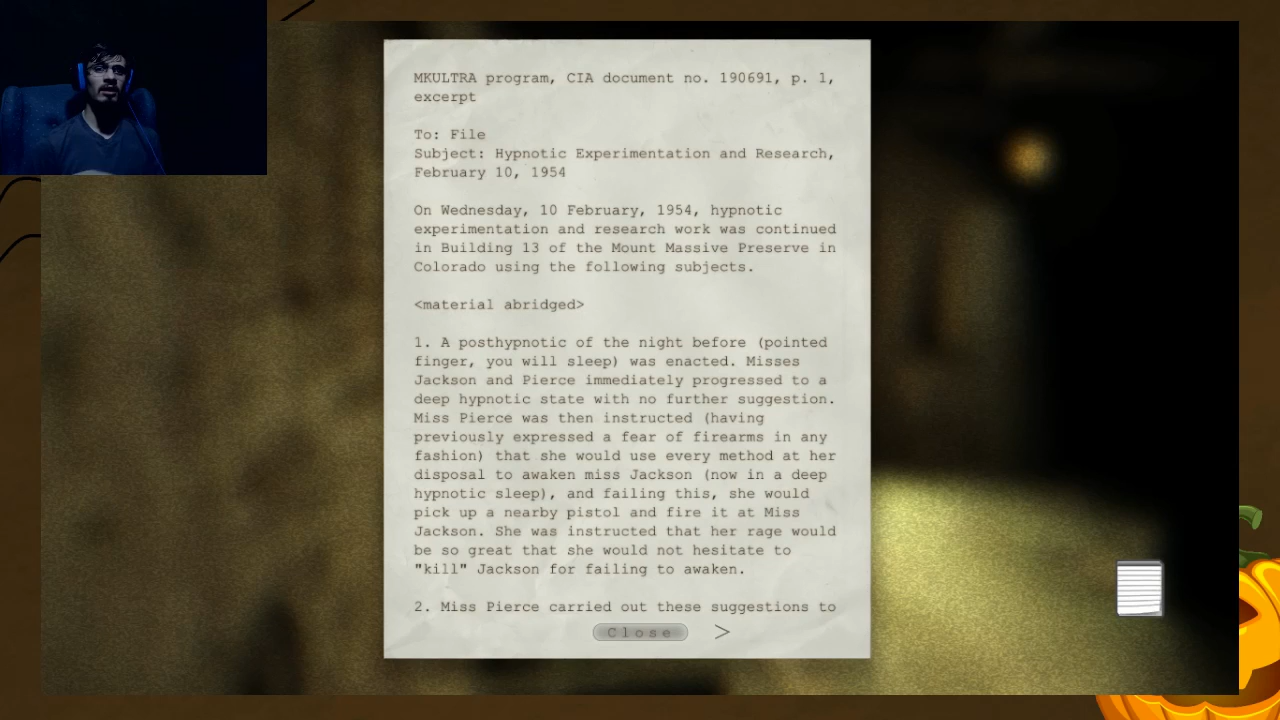 MKULTRA program, CIA document no. 190691, p. 1,
excerpt
To: File
Subject: Hypnotic Experimentation and Research,
February 10, 1954
On Wednesday, 10 February, 1954, hypnotic
experimentation and research work was continued
in Building 13 of the Mount Massive Preserve in
Colorado using the following subjects.
<material abridged>
1. A posthypnotic of the night before (pointed
finger, you will sleep) was enacted. Misses
Jackson and Pierce immediately progressed to a
deep hypnotic state with no further suggestion.
Miss Pierce was then instructed (having
previously expressed a fear of firearms in any
fashion) that she would use every method at her
disposal to awaken miss Jackson (now in a deep
hypnotic sleep), and failing this, she would
pick up a nearby pistol and fire it at Miss
Jackson. She was instructed that her rage would
be so great that she would not hesitate to
"kill" Jackson for failing to awaken.
2. Miss Pierce carried out these suggestions to
Close >